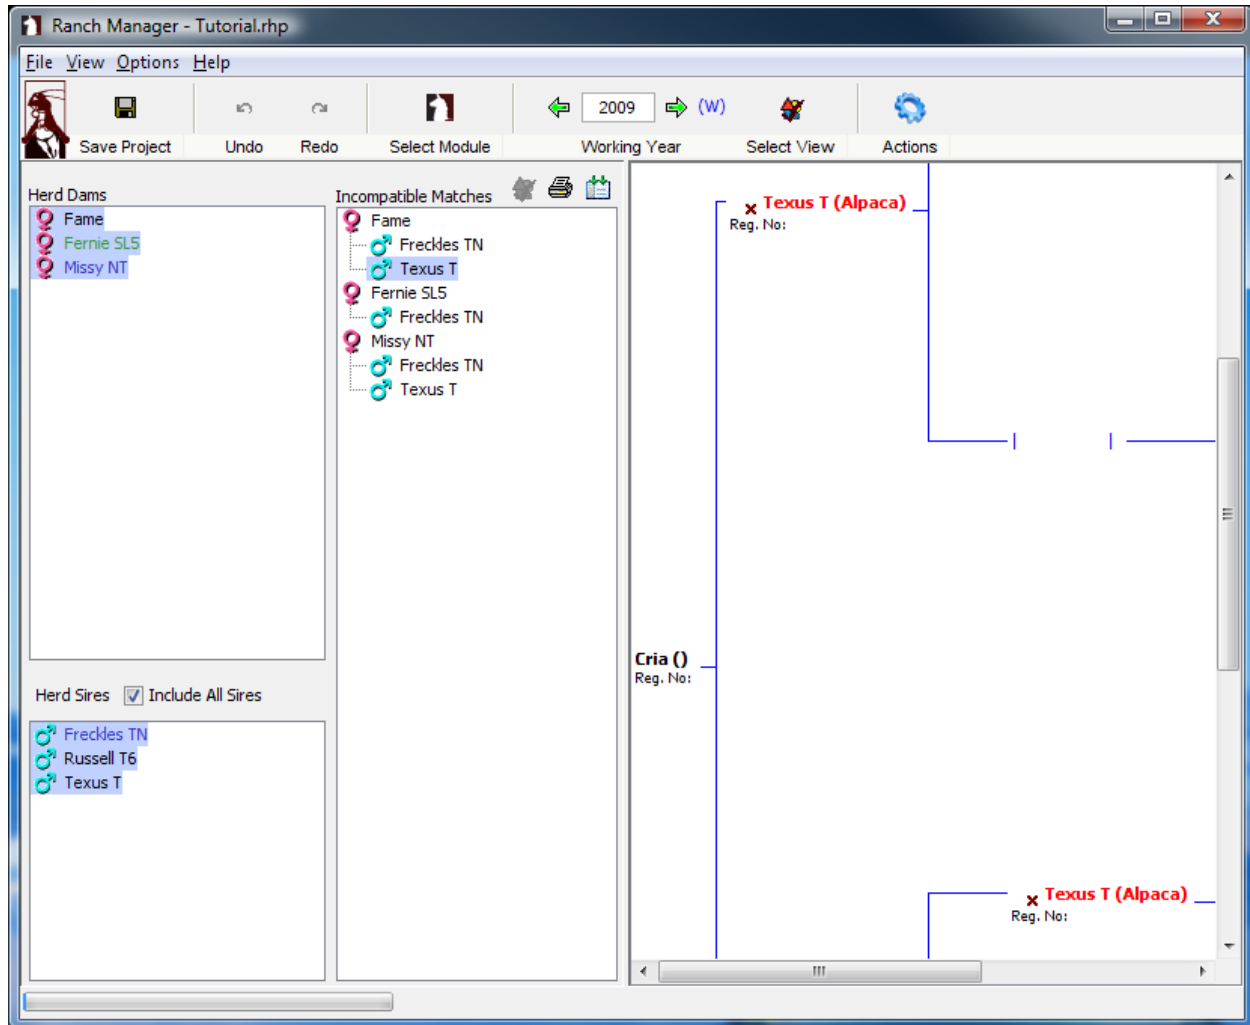 Ranch Manager - Tutorial.rhp
File View Options Help
2009 (W)
Save Project Undo Redo Select Module Working Year Select View Actions
Herd Dams
Fame
Fernie SL5
Missy NT
Herd Sires Include All Sires
Freckles TN
Russell T6
Texus T
Incompatible Matches
Fame
Freckles TN
Texus T
Fernie SL5
Freckles TN
Missy NT
Freckles TN
Texus T
Texus T (Alpaca)
Reg. No:
Cria ()
Reg. No:
Texus T (Alpaca)
Reg. No: